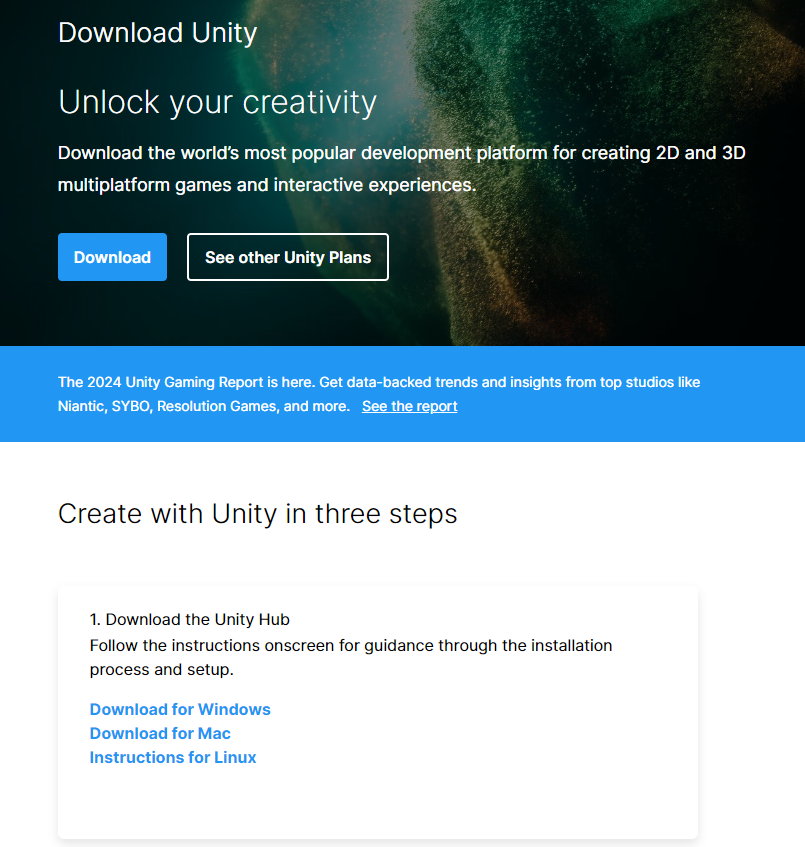 Download Unity
Unlock your creativity
Download the world’s most popular development platform for creating 2D and 3D
multiplatform games and interactive experiences.
Download
See other Unity Plans
The 2024 Unity Gaming Report is here. Get data-backed trends and insights from top studios like
Niantic, SYBO, Resolution Games, and more. See the report
Create with Unity in three steps
1. Download the Unity Hub
Follow the instructions onscreen for guidance through the installation
process and setup.
Download for Windows
Download for Mac
Instructions for Linux